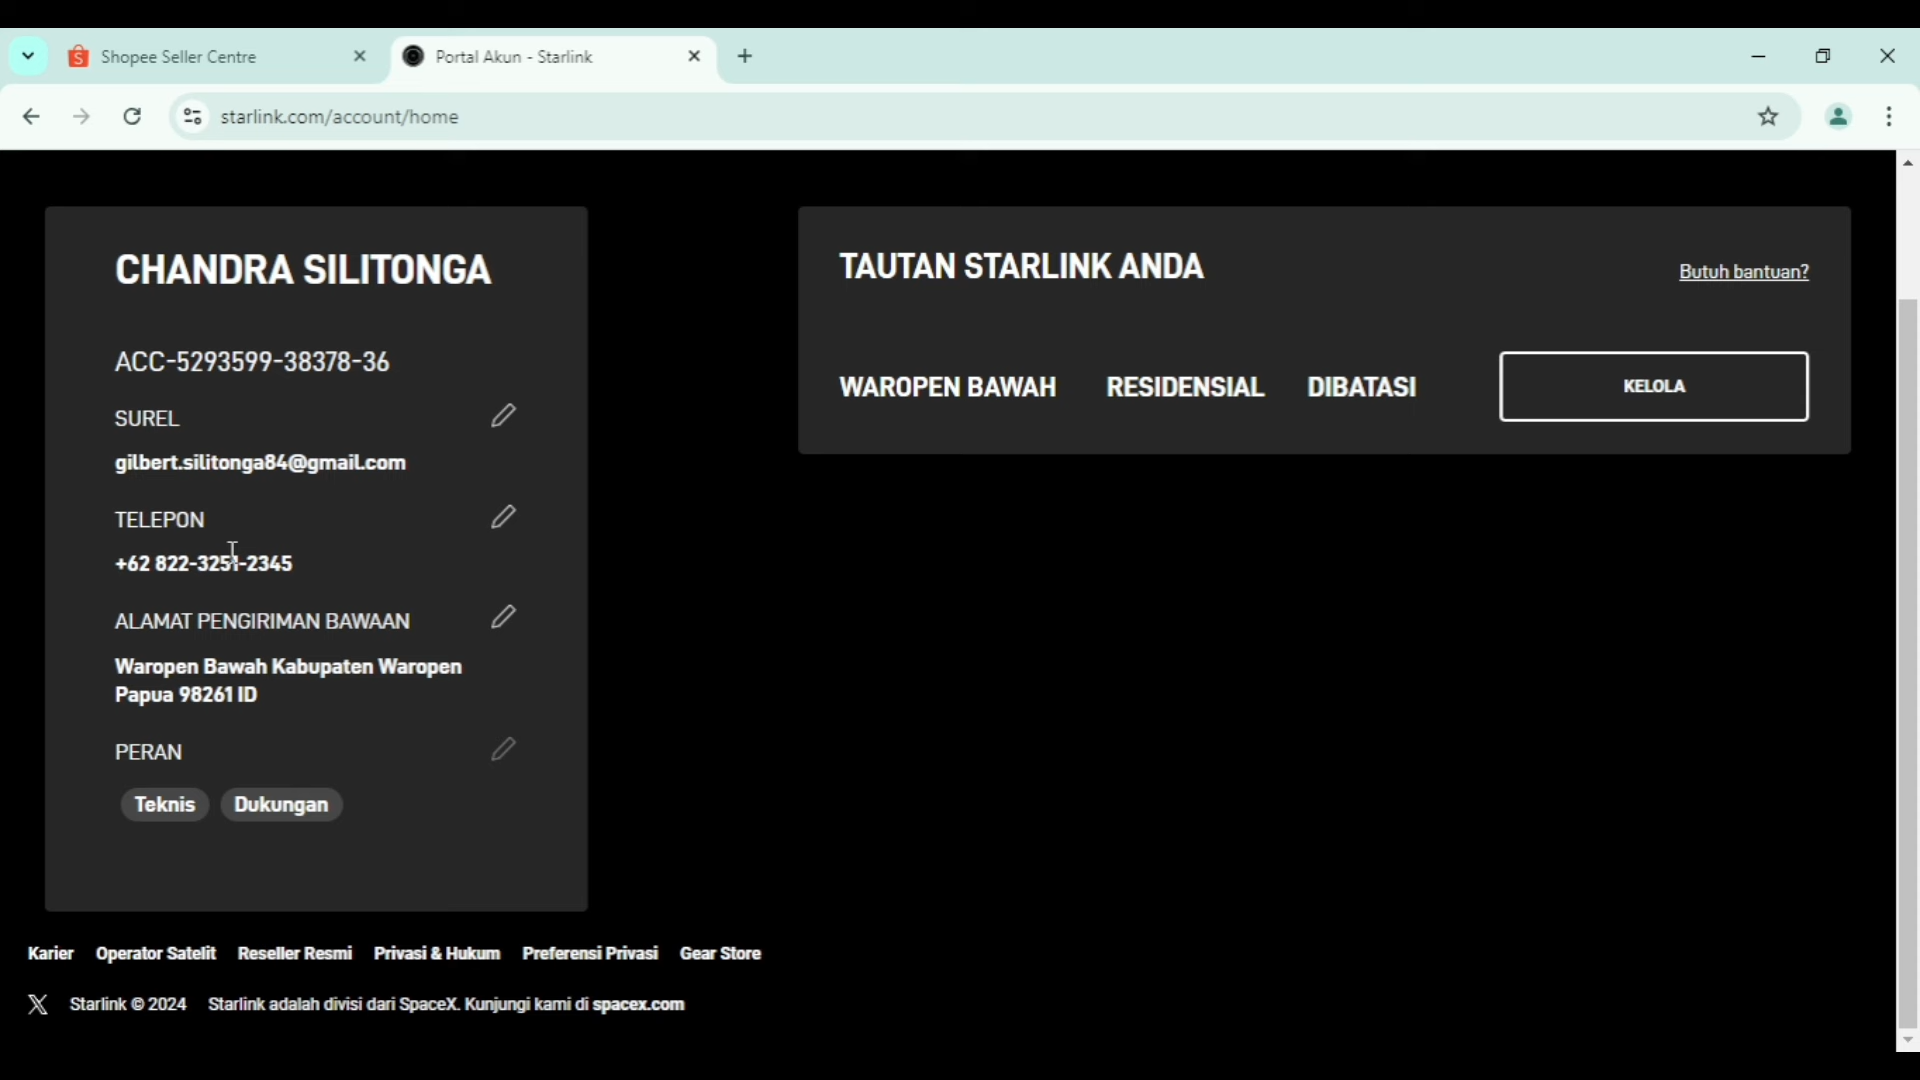 Shopee Seller Centre
Portal Akun - Starlink
starlink.com/account/home
CHANDRA SILITONGA
ACC-5293599-38378-36
SUREL
gilbert.silitonga84@gmail.com
TELEPON
+62 822-3251-2345
ALAMAT PENGIRIMAN BAWAAN
Waropen Bawah Kabupaten Waropen
Papua 98261 ID
PERAN
Teknis Dukungan
TAUTAN STARLINK ANDA
Butuh bantuan?
WAROPEN BAWAH RESIDENSIAL DIBATASI KELOLA
Karier Operator Satelit Reseller Resmi Privasi & Hukum Preferensi Privasi Gear Store
Starlink © 2024 Starlink adalah divisi dari SpaceX. Kunjungi kami di spacex.com